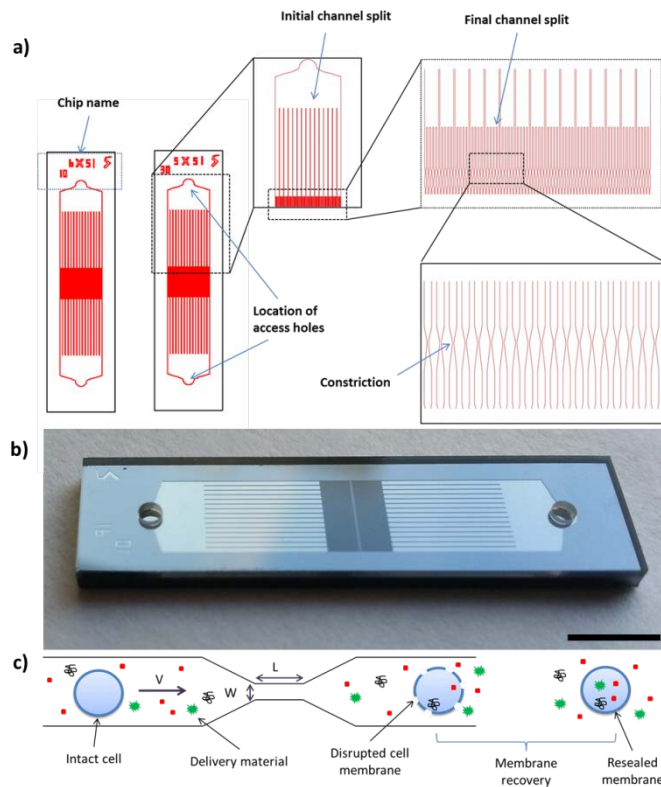 a)
Initial channel split
Final channel split
Chip name
Location of
access holes
Constriction
b)
c)
L
V
W
Intact cell
Delivery material
Disrupted cell
membrane
Membrane
recovery
Resealed
membrane